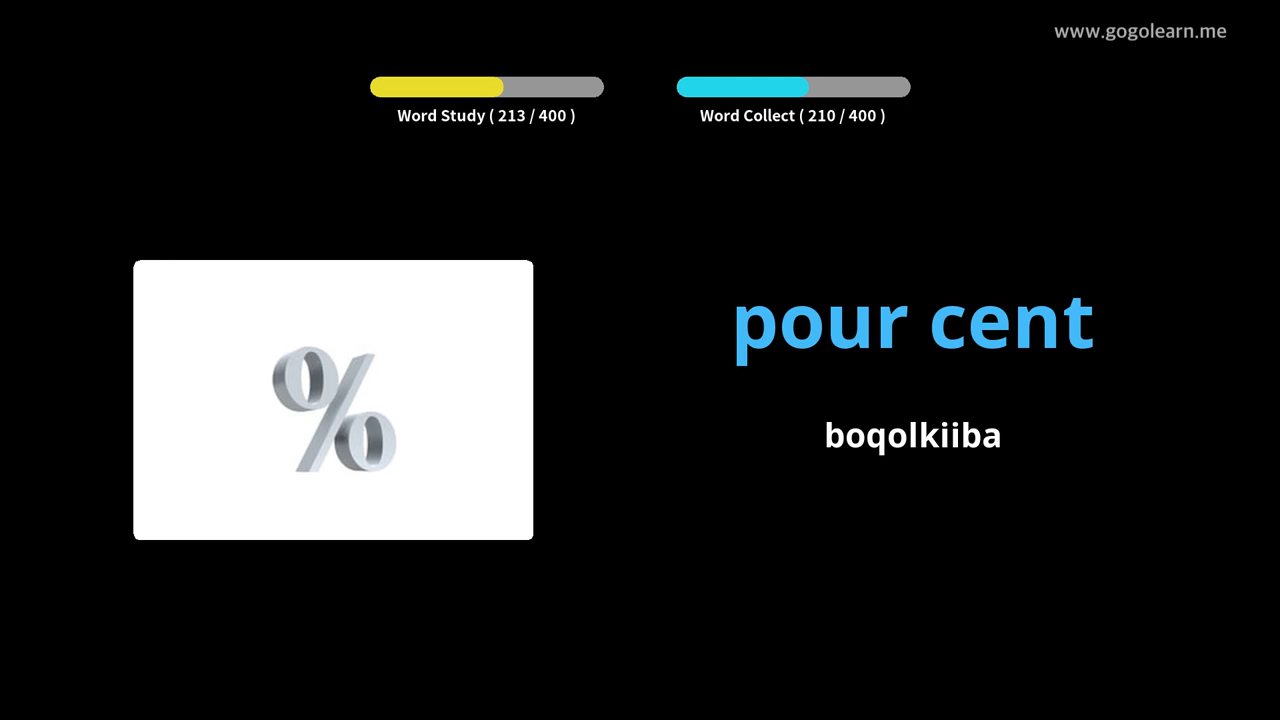 www.gogolearn.me
Word Study ( 213 / 400 )
Word Collect ( 210 / 400 )
%
pour cent
boqolkiiba